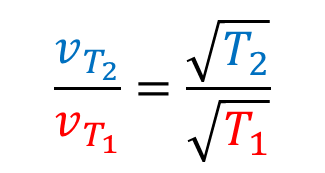 v_{T_2} / v_{T_1} = √T_2 / √T_1